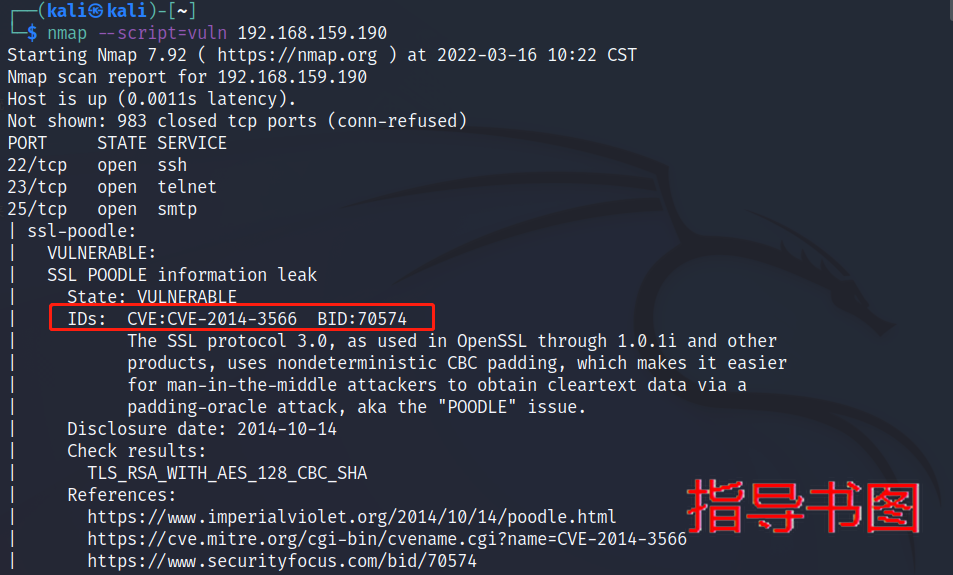 ┌──(kali㉿kali)-[~]
└─$ nmap --script=vuln 192.168.159.190
Starting Nmap 7.92 ( https://nmap.org ) at 2022-03-16 10:22 CST
Nmap scan report for 192.168.159.190
Host is up (0.0011s latency).
Not shown: 983 closed tcp ports (conn-refused)
PORT     STATE SERVICE
22/tcp   open  ssh
23/tcp   open  telnet
25/tcp   open  smtp
| ssl-poodle:
|   VULNERABLE:
|   SSL POODLE information leak
|     State: VULNERABLE
|     IDs:  CVE:CVE-2014-3566  BID:70574
|           The SSL protocol 3.0, as used in OpenSSL through 1.0.1i and other
|           products, uses nondeterministic CBC padding, which makes it easier
|           for man-in-the-middle attackers to obtain cleartext data via a
|           padding-oracle attack, aka the "POODLE" issue.
|     Disclosure date: 2014-10-14
|     Check results:
|       TLS_RSA_WITH_AES_128_CBC_SHA
|     References:
|       https://www.imperialviolet.org/2014/10/14/poodle.html
|       https://cve.mitre.org/cgi-bin/cvename.cgi?name=CVE-2014-3566
|       https://www.securityfocus.com/bid/70574
指导书图